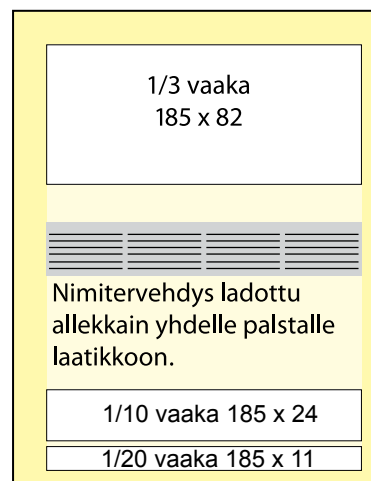 1/3 vaaka
185 x 82
Nimitervehdys ladottu
allekkain yhdelle palstalle
laatikkoon.
1/10 vaaka 185 x 24
1/20 vaaka 185 x 11